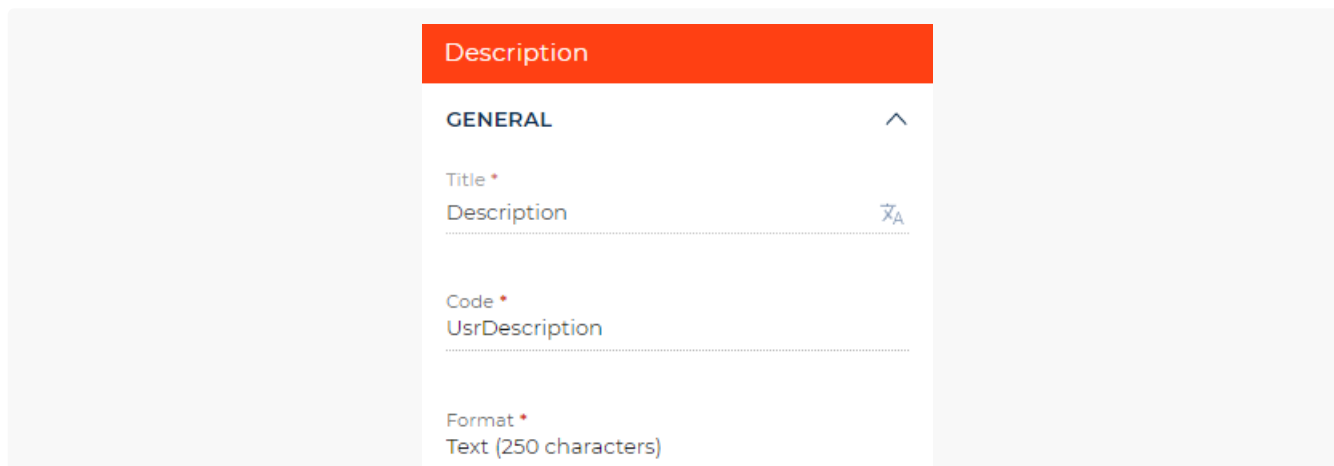 Description
GENERAL
Title *
Description
Code *
UsrDescription
Format *
Text (250 characters)